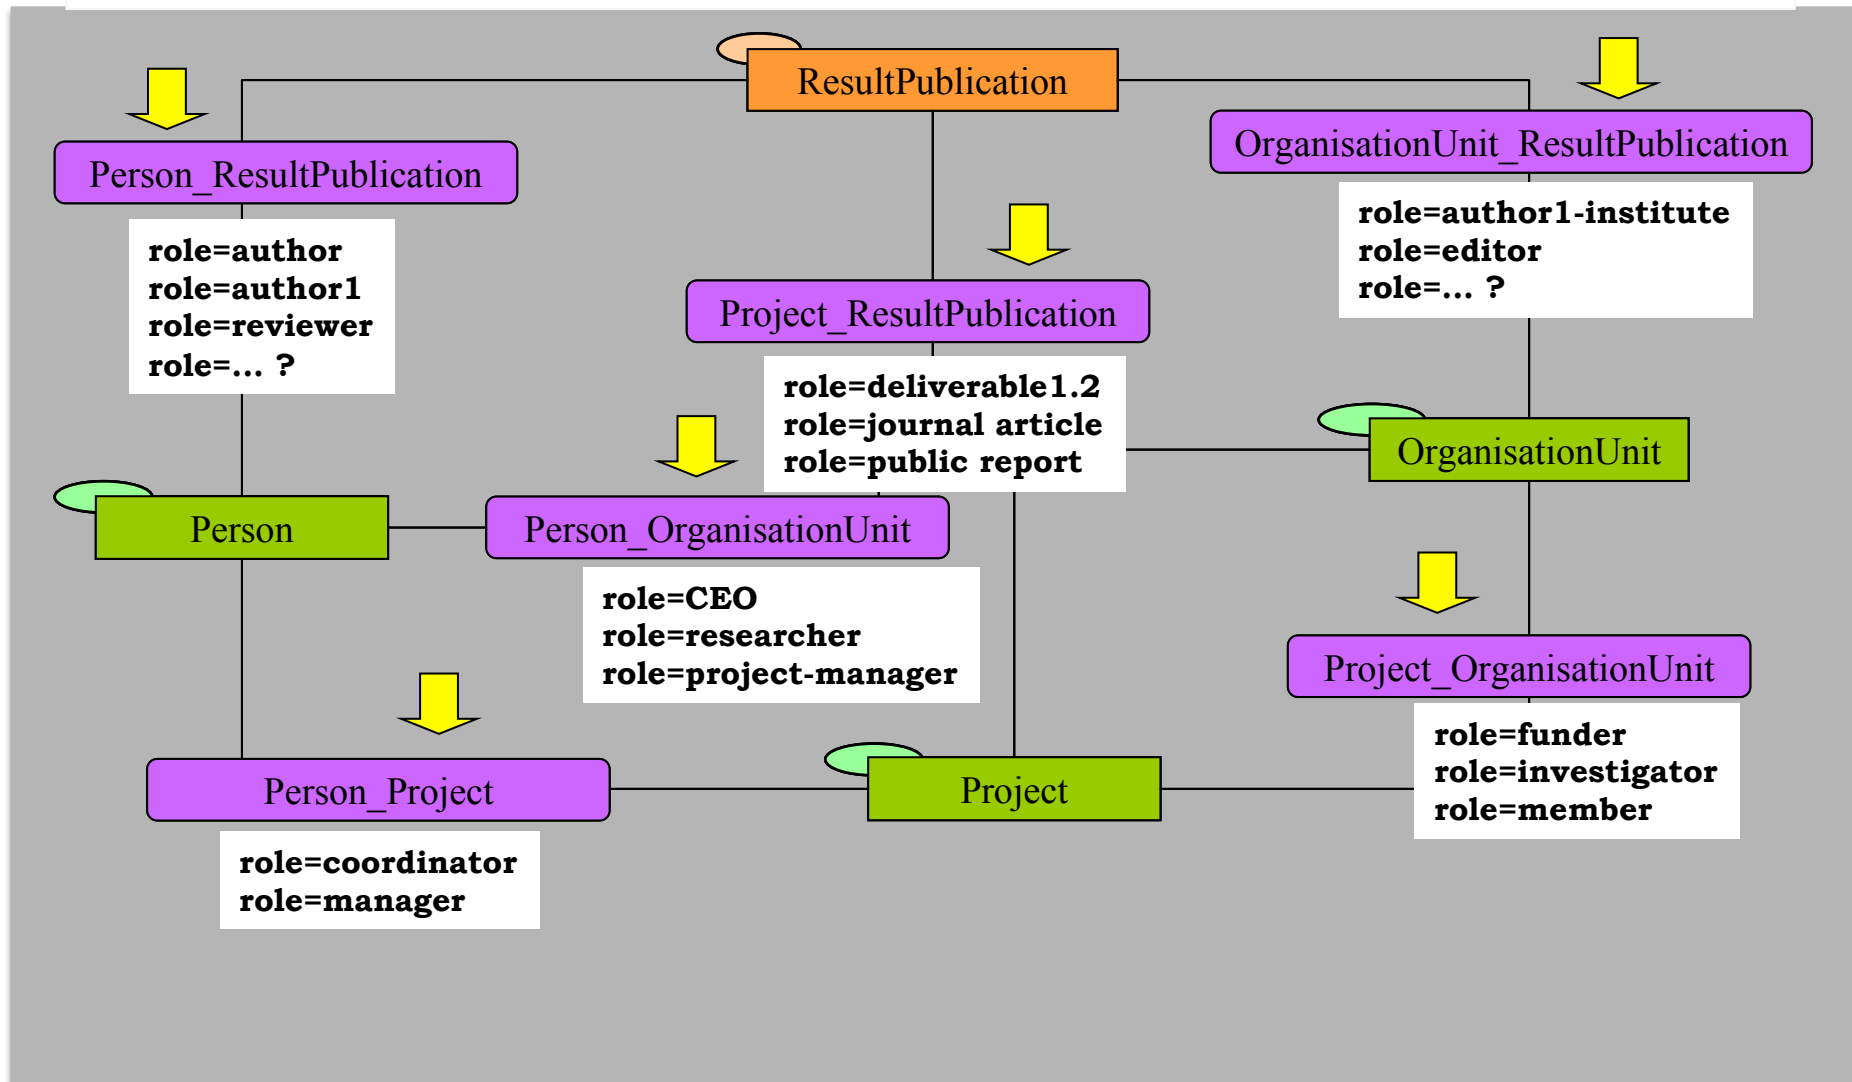 ResultPublication
Person_ResultPublication
OrganisationUnit_ResultPublication
role=author
role=author1
role=reviewer
role=... ?
role=author1-institute
role=editor
role=... ?
Project_ResultPublication
role=deliverable1.2
role=journal article
role=public report
OrganisationUnit
Person
Person_OrganisationUnit
role=CEO
role=researcher
role=project-manager
Project_OrganisationUnit
role=funder
role=investigator
role=member
Person_Project
Project
role=coordinator
role=manager